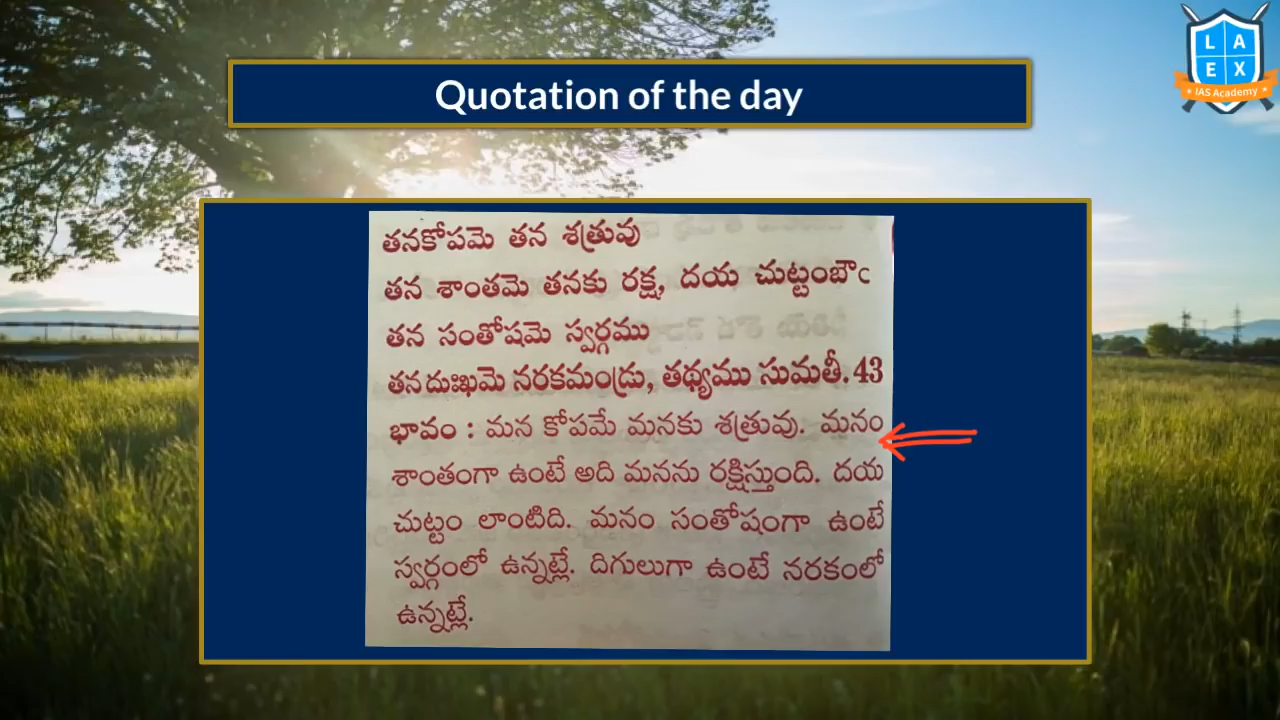 Quotation of the day
L A
E X
IAS Academy
తనకోపమె తన శత్రువు
తన శాంతమె తనకు రక్ష, దయ చుట్టంబౌఁ
తన సంతోషమె స్వర్గము
తనదుఃఖమె నరకమండ్రు, తథ్యము సుమతీ. 43
భావం : మన కోపమే మనకు శత్రువు. మనం
శాంతంగా ఉంటే అది మనను రక్షిస్తుంది. దయ
చుట్టం లాంటిది. మనం సంతోషంగా ఉంటే
స్వర్గంలో ఉన్నట్లే. దిగులుగా ఉంటే నరకంలో
ఉన్నట్లే.